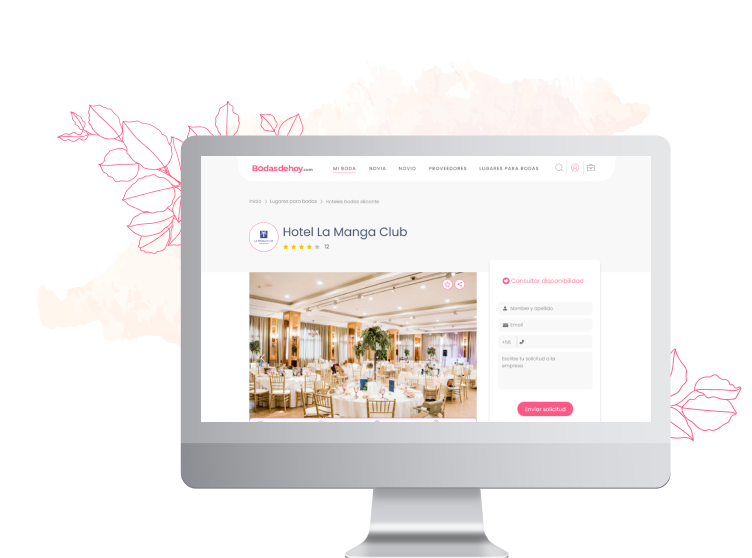 Bodasdehoy.com
MI BODA NOVIA NOVIO PROVEEDORES LUGARES PARA BODAS
Inicio > Lugares para bodas > Hoteles bodas alicante
Hotel La Manga Club
12
Consultar disponibilidad
Nombre y apellido
Email
Escribe tu solicitud a la
empresa
Enviar solicitud